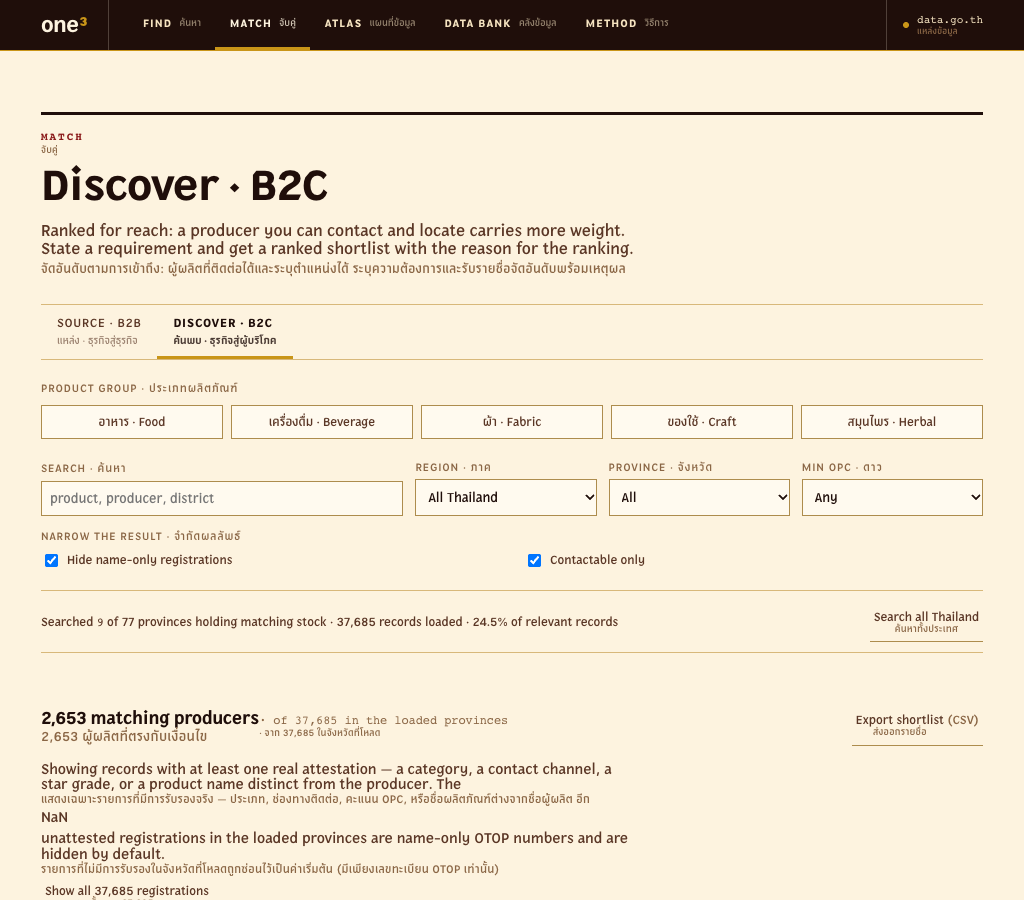 one³
FIND ค้นหา
MATCH จับคู่
ATLAS แผนที่ข้อมูล
DATA BANK คลังข้อมูล
METHOD วิธีการ
data.go.th
แหล่งข้อมูล
MATCH
จับคู่
Discover · B2C
Ranked for reach: a producer you can contact and locate carries more weight.
State a requirement and get a ranked shortlist with the reason for the ranking.
จัดอันดับตามการเข้าถึง: ผู้ผลิตที่ติดต่อได้และระบุตำแหน่งได้ ระบุความต้องการและรับรายชื่อจัดอันดับพร้อมเหตุผล
SOURCE · B2B
แหล่ง · ธุรกิจสู่ธุรกิจ
DISCOVER · B2C
ค้นพบ · ธุรกิจสู่ผู้บริโภค
PRODUCT GROUP · ประเภทผลิตภัณฑ์
อาหาร · Food
เครื่องดื่ม · Beverage
ผ้า · Fabric
ของใช้ · Craft
สมุนไพร · Herbal
SEARCH · ค้นหา
product, producer, district
REGION · ภาค
All Thailand
PROVINCE · จังหวัด
All
MIN OPC · ดาว
Any
NARROW THE RESULT · จำกัดผลลัพธ์
Hide name-only registrations
Contactable only
Searched 9 of 77 provinces holding matching stock · 37,685 records loaded · 24.5% of relevant records
Search all Thailand
ค้นหาทั้งประเทศ
2,653 matching producers · of 37,685 in the loaded provinces
2,653 ผู้ผลิตที่ตรงกับเงื่อนไข · จาก 37,685 ในจังหวัดที่โหลด
Export shortlist (CSV)
ส่งออกรายชื่อ
Showing records with at least one real attestation — a category, a contact channel, a
star grade, or a product name distinct from the producer. The
แสดงเฉพาะรายการที่มีการรับรองจริง — ประเภท, ช่องทางติดต่อ, คะแนน OPC, หรือชื่อผลิตภัณฑ์ต่างจากชื่อผู้ผลิต อีก
NaN
unattested registrations in the loaded provinces are name-only OTOP numbers and are
hidden by default.
รายการที่ไม่มีการรับรองในจังหวัดที่โหลดถูกซ่อนไว้เป็นค่าเริ่มต้น (มีเพียงเลขทะเบียน OTOP เท่านั้น)
Show all 37,685 registrations